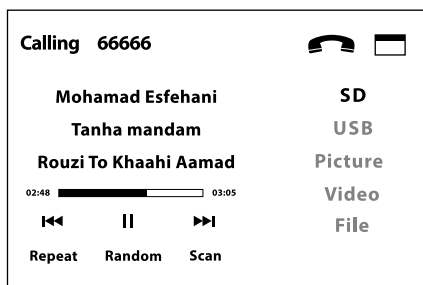 Calling 66666
Mohamad Esfehani
Tanha mandam
Rouzi To Khaahi Aamad
02:48 03:05
Repeat Random Scan
SD
USB
Picture
Video
File